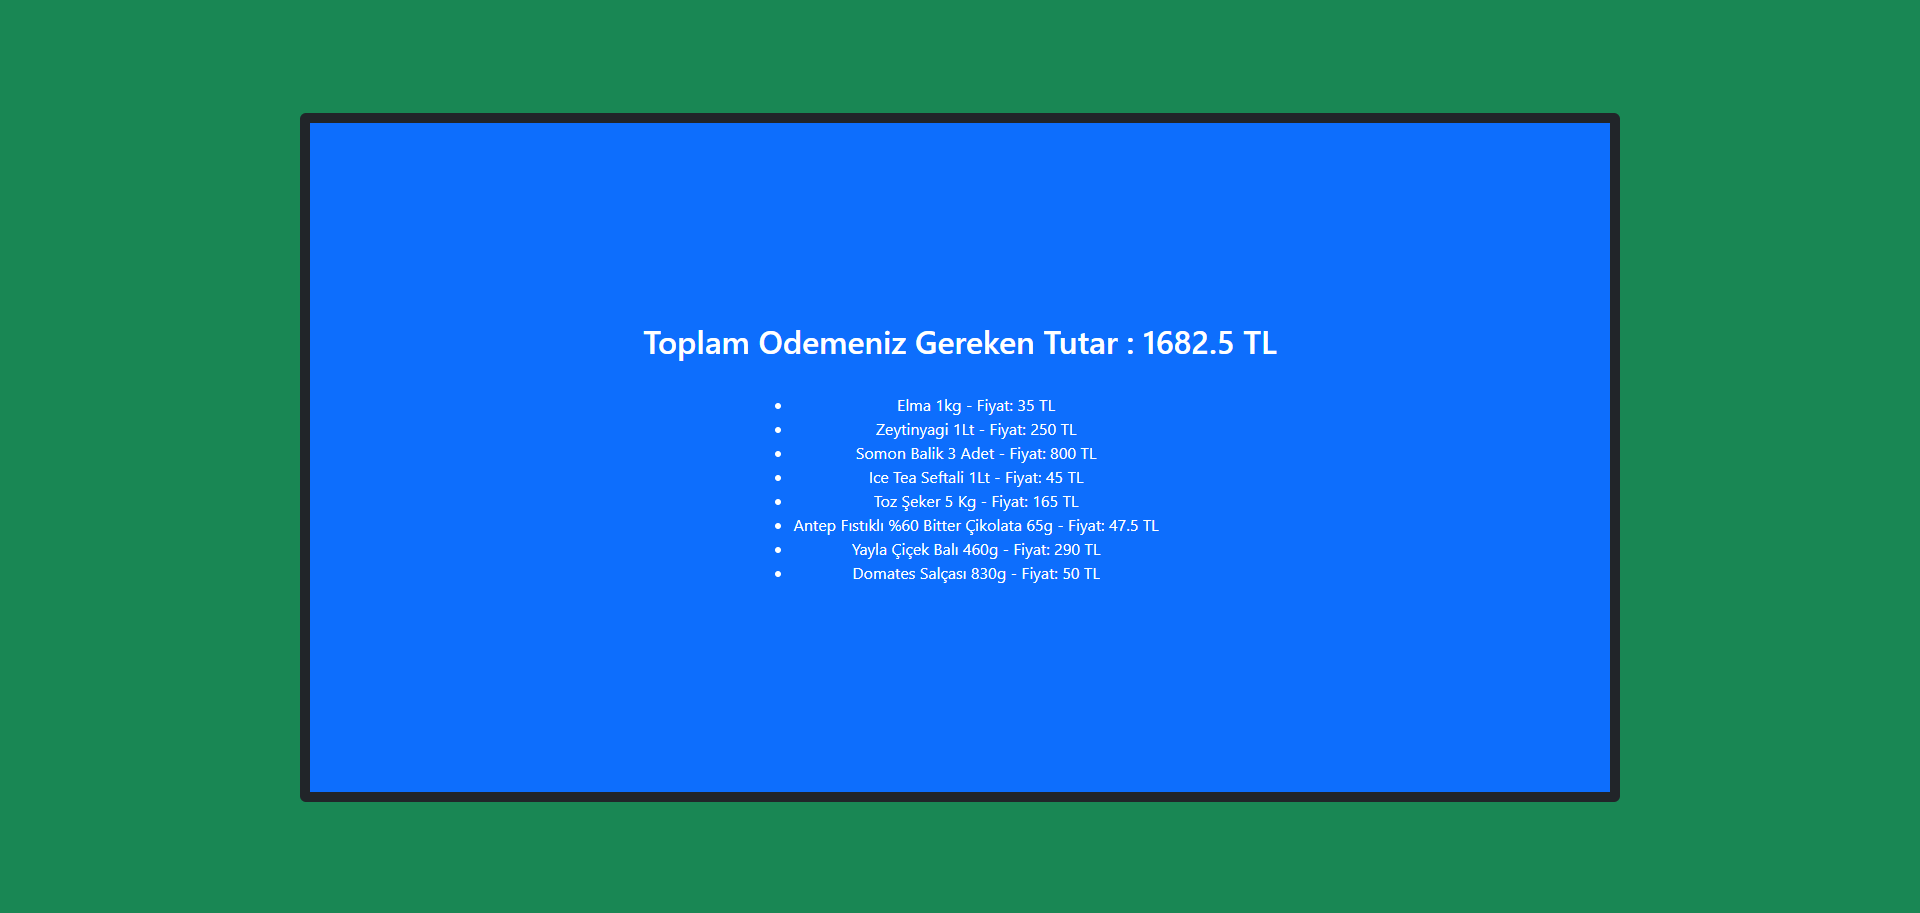 Toplam Odemeniz Gereken Tutar : 1682.5 TL
• Elma 1kg - Fiyat: 35 TL
• Zeytinyagi 1Lt - Fiyat: 250 TL
• Somon Balik 3 Adet - Fiyat: 800 TL
• Ice Tea Seftali 1Lt - Fiyat: 45 TL
• Toz Şeker 5 Kg - Fiyat: 165 TL
• Antep Fıstıklı %60 Bitter Çikolata 65g - Fiyat: 47.5 TL
• Yayla Çiçek Balı 460g - Fiyat: 290 TL
• Domates Salçası 830g - Fiyat: 50 TL